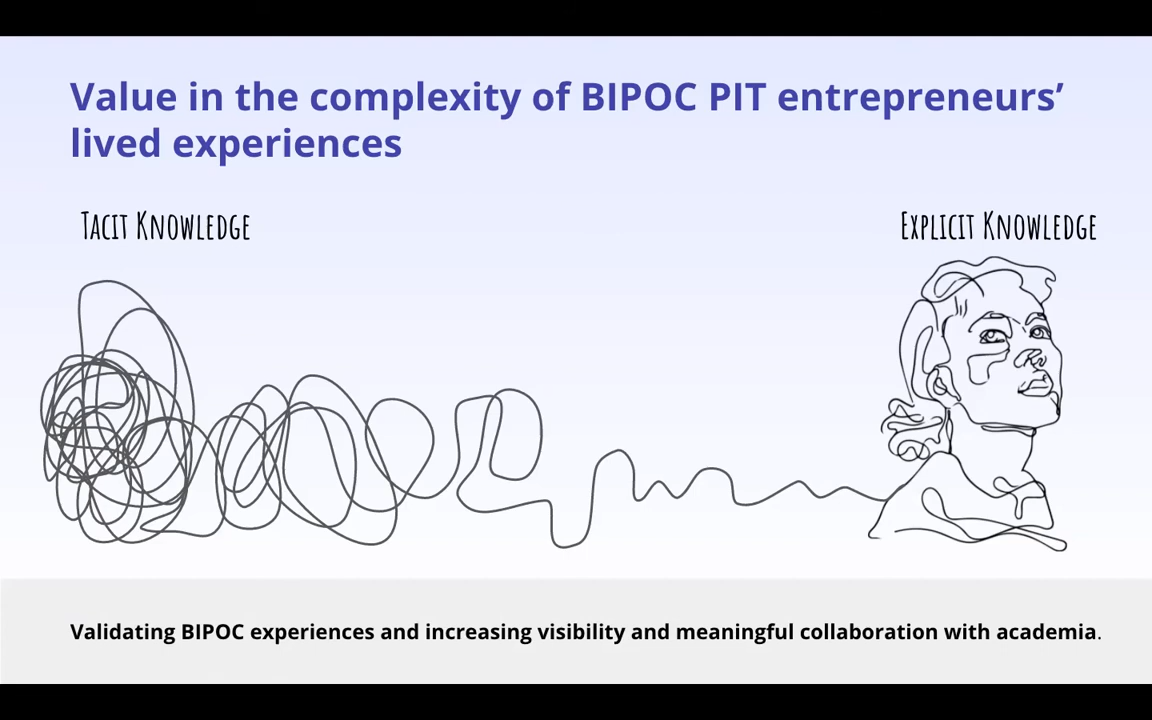 Value in the complexity of BIPOC PIT entrepreneurs’
lived experiences
Tacit Knowledge
Explicit Knowledge
Validating BIPOC experiences and increasing visibility and meaningful collaboration with academia.